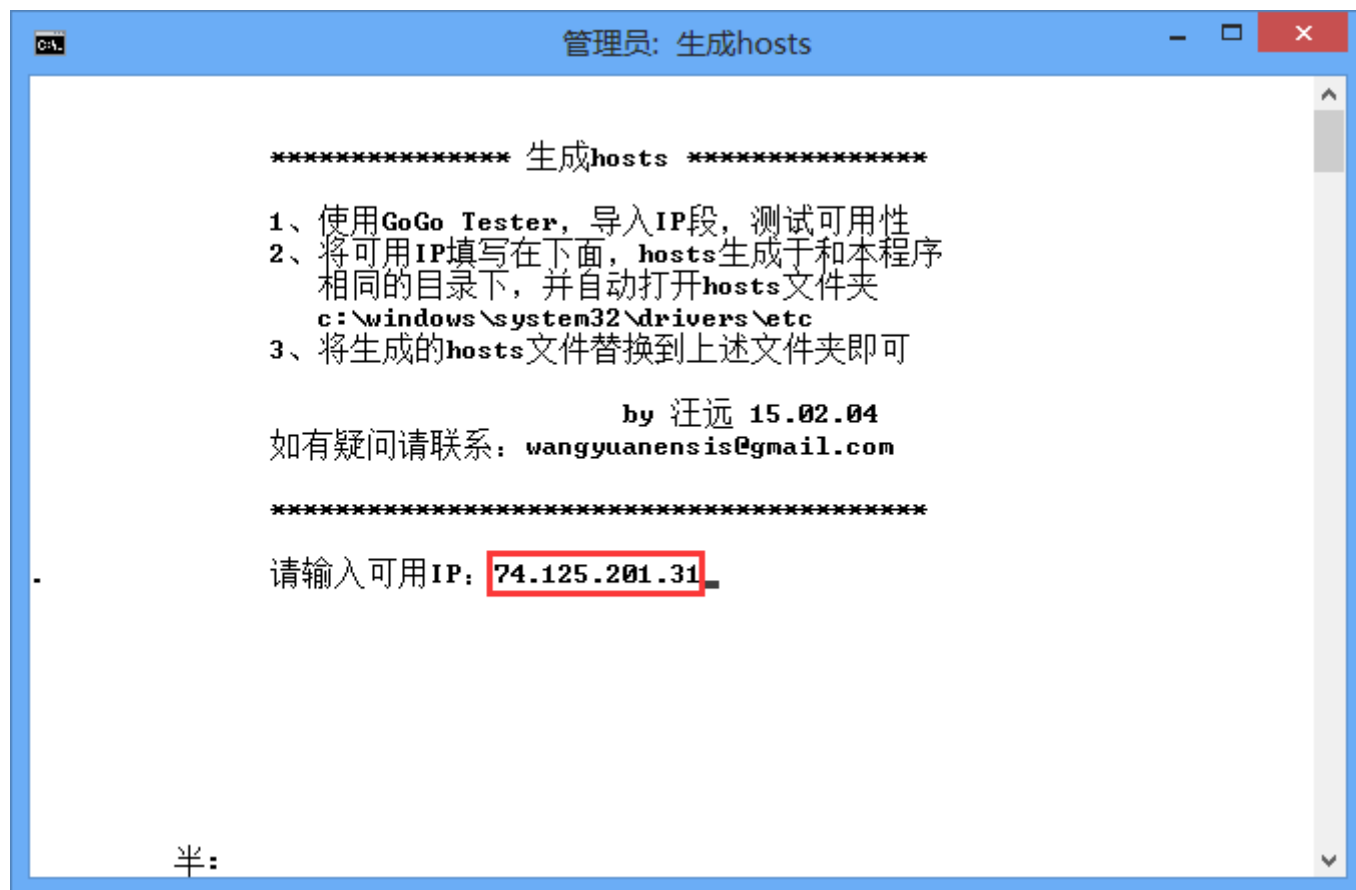 管理员: 生成hosts
*************** 生成hosts ***************
1、使用GoGo Tester，导入IP段，测试可用性
2、将可用IP填写在下面，hosts生成于和本程序
相同的目录下，并自动打开hosts文件夹
c:\windows\system32\drivers\etc
3、将生成的hosts文件替换到上述文件夹即可
by 汪远 15.02.04
如有疑问请联系：wangyuanensis@gmail.com
*****************************************
请输入可用IP：74.125.201.31
半: